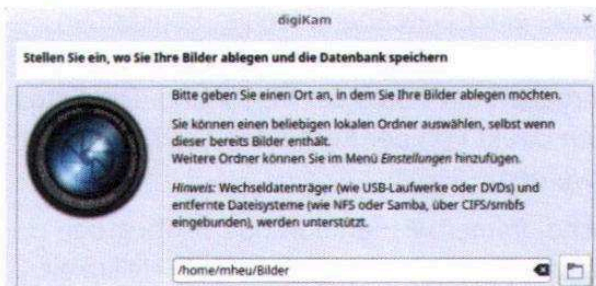 digiKam
Stellen Sie ein, wo Sie Ihre Bilder ablegen und die Datenbank speichern
Bitte geben Sie einen Ort an, in dem Sie Ihre Bilder ablegen möchten.
Sie können einen beliebigen lokalen Ordner auswählen, selbst wenn
dieser bereits Bilder enthält.
Weitere Ordner können Sie im Menü Einstellungen hinzufügen.
Hinweis: Wechseldatenträger (wie USB-Laufwerke oder DVDs) und
entfernte Dateisysteme (wie NFS oder Samba, über CIFS/smbfs
eingebunden), werden unterstützt.
/home/mheu/Bilder